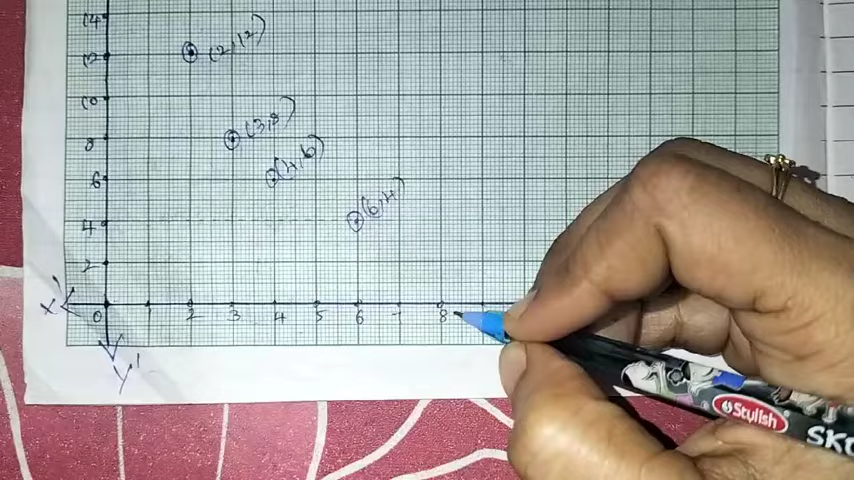 14
12 (2,12)
10
8 (3,8)
6 (4,6)
4 (6,4)
2
X'
0 1 2 3 4 5 6 7 8
Y'
Stylish